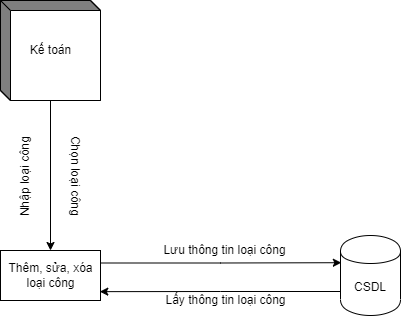 Kế toán
Nhập loại công
Chọn loại công
Lưu thông tin loại công
Thêm, sửa, xóa
loại công
CSDL
Lấy thông tin loại công